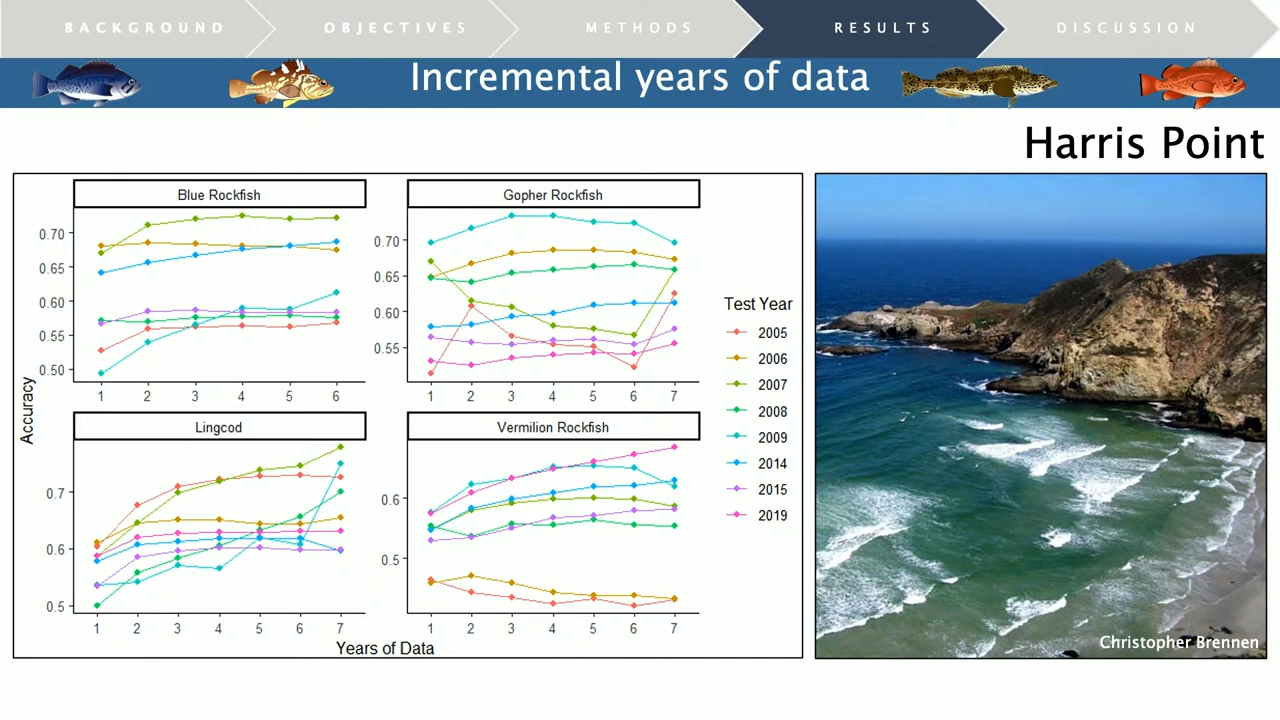 BACKGROUND
OBJECTIVES
METHODS
RESULTS
DISCUSSION
Incremental years of data
Harris Point
Blue Rockfish
Gopher Rockfish
0.70
0.65
0.60
0.55
0.50
1 2 3 4 5 6
0.70
0.65
0.60
0.55
1 2 3 4 5 6 7
Accuracy
Lingcod
Vermilion Rockfish
0.7
0.6
0.5
1 2 3 4 5 6 7
0.6
0.5
1 2 3 4 5 6 7
Years of Data
Test Year
2005
2006
2007
2008
2009
2014
2015
2019
Christopher Brennen